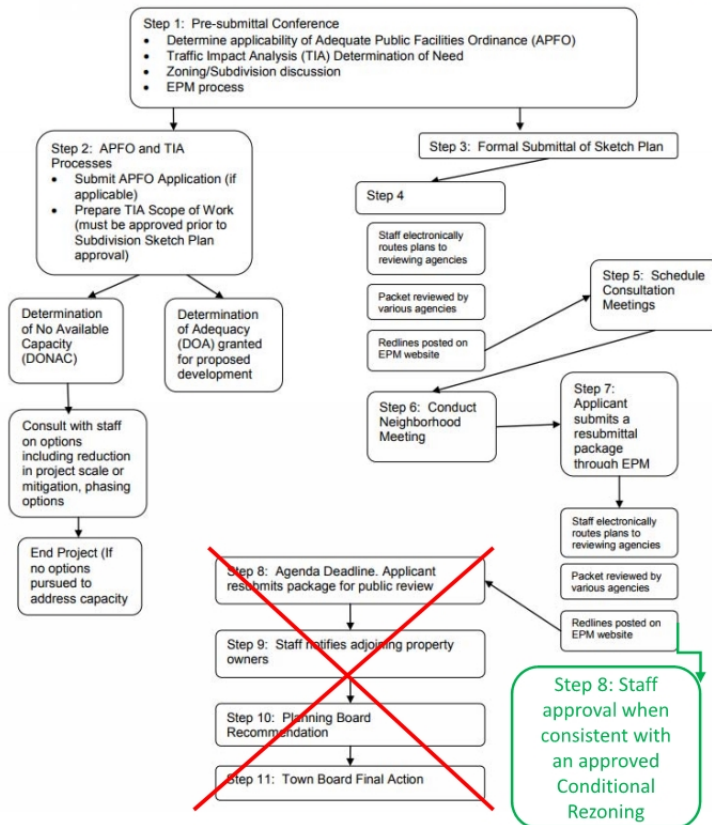 Step 1: Pre-submittal Conference
• Determine applicability of Adequate Public Facilities Ordinance (APFO)
• Traffic Impact Analysis (TIA) Determination of Need
• Zoning/Subdivision discussion
• EPM process
Step 2: APFO and TIA
Processes
• Submit APFO Application (if
applicable)
• Prepare TIA Scope of Work
(must be approved prior to
Subdivision Sketch Plan
approval)
Determination
of No Available
Capacity
(DONAC)
Determination
of Adequacy
(DOA) granted
for proposed
development
Consult with staff
on options
including reduction
in project scale or
mitigation, phasing
options
End Project (If
no options
pursued to
address capacity
Step 3: Formal Submittal of Sketch Plan
Step 4
Staff electronically
routes plans to
reviewing agencies
Packet reviewed by
various agencies
Redlines posted on
EPM website
Step 5: Schedule
Consultation
Meetings
Step 6: Conduct
Neighborhood
Meeting
Step 7:
Applicant
submits a
resubmittal
package
through EPM
Staff electronically
routes plans to
reviewing agencies
Packet reviewed by
various agencies
Redlines posted on
EPM website
Step 8: Agenda Deadline. Applicant
resubmits package for public review
Step 9: Staff notifies adjoining property
owners
Step 10: Planning Board
Recommendation
Step 11: Town Board Final Action
Step 8: Staff
approval when
consistent with
an approved
Conditional
Rezoning